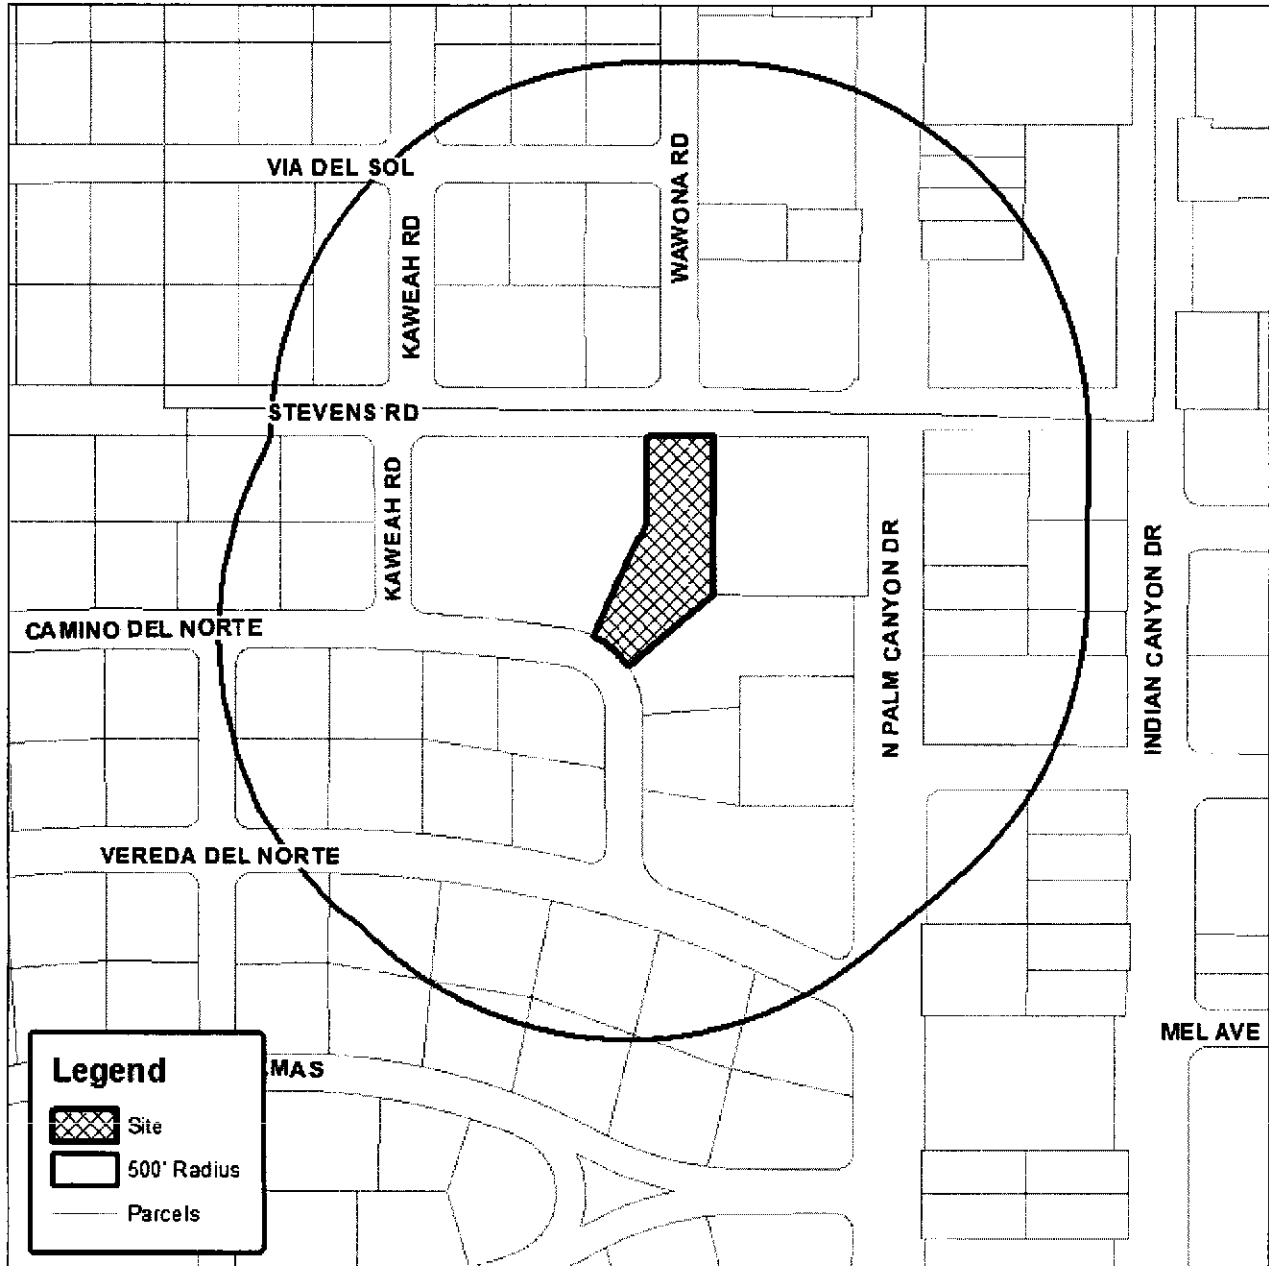 VIA DEL SOL
KAWEAH RD
WAWONA RD
STEVENS RD
KAWEAH RD
N PALM CANYON DR
INDIAN CANYON DR
CAMINO DEL NORTE
VEREDA DEL NORTE
MEL AVE
MAS
Legend
Site
500' Radius
Parcels